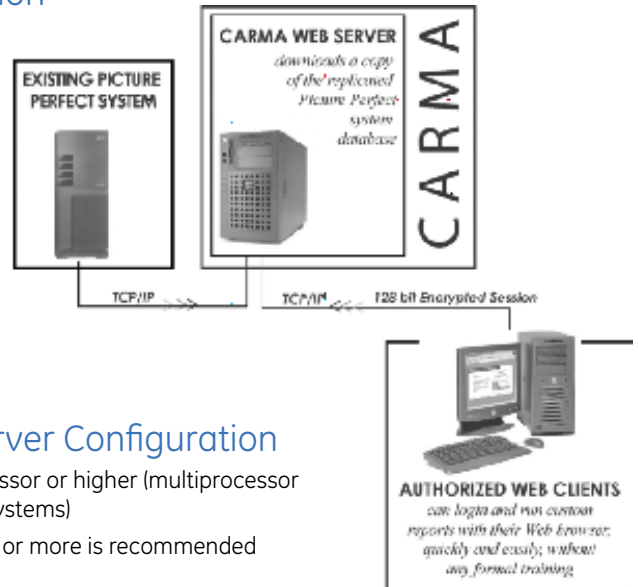 CARMA WEB SERVER
downloads a copy
of the replicated
Picture Perfect
system
database
CARMA
EXISTING PICTURE
PERFECT SYSTEM
TCP/IP
TCP/IP
128 bit Encrypted Session
rver Configuration
ssor or higher (multiprocessor
ystems)
or more is recommended
AUTHORIZED WEB CLIENTS
can login and run custom
reports with their Web browser,
quickly and easily, without
any formal training